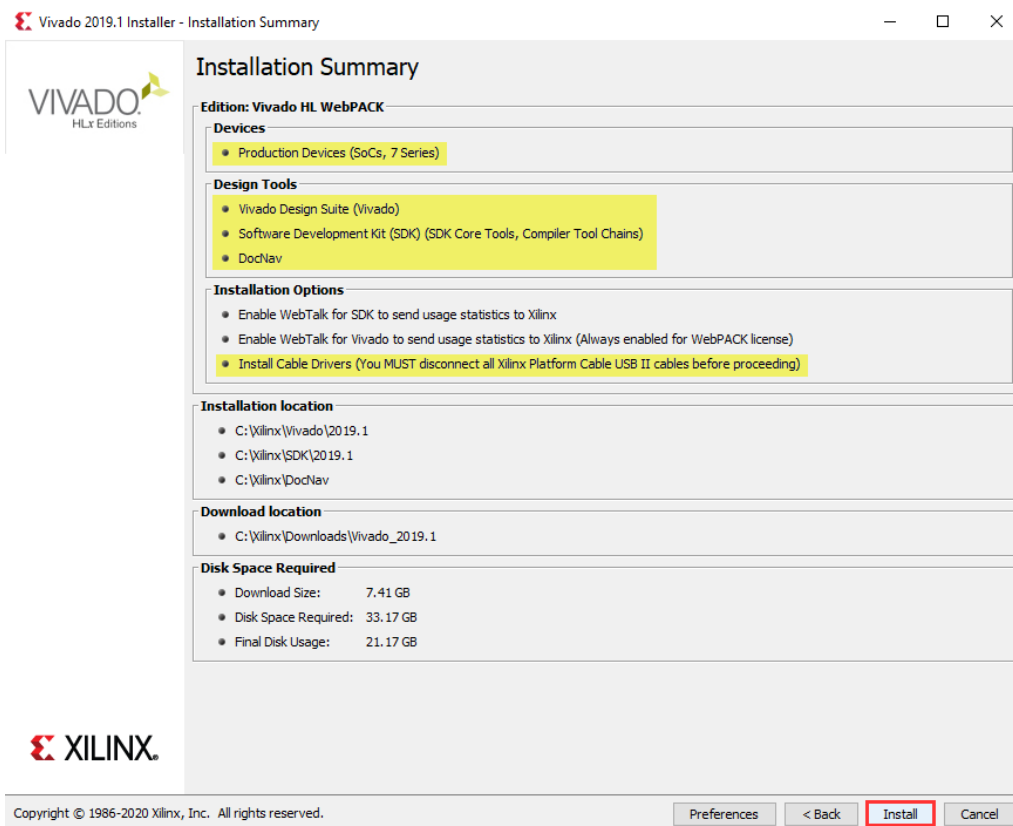 Vivado 2019.1 Installer - Installation Summary
VIVADO.
HLx Editions
Installation Summary
Edition: Vivado HL WebPACK
Devices
Production Devices (SoCs, 7 Series)
Design Tools
Vivado Design Suite (Vivado)
Software Development Kit (SDK) (SDK Core Tools, Compiler Tool Chains)
DocNav
Installation Options
Enable WebTalk for SDK to send usage statistics to Xilinx
Enable WebTalk for Vivado to send usage statistics to Xilinx (Always enabled for WebPACK license)
Install Cable Drivers (You MUST disconnect all Xilinx Platform Cable USB II cables before proceeding)
Installation location
C:\Xilinx\Vivado\2019.1
C:\Xilinx\SDK\2019.1
C:\Xilinx\DocNav
Download location
C:\Xilinx\Downloads\Vivado_2019.1
Disk Space Required
Download Size: 7.41 GB
Disk Space Required: 33.17 GB
Final Disk Usage: 21.17 GB
XILINX.
Copyright © 1986-2020 Xilinx, Inc. All rights reserved.
Preferences < Back Install Cancel